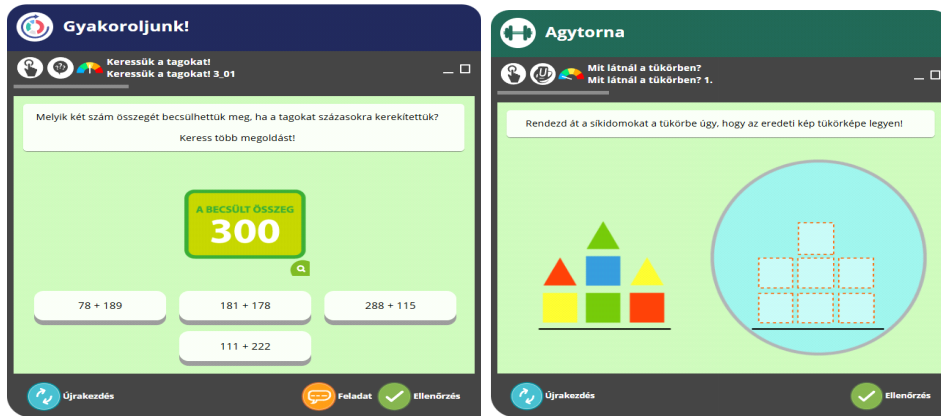 Gyakoroljunk!
Keressük a tagokat!
Keressük a tagokat! 3_01
Melyik két szám összegét becsülhettük meg, ha a tagokat százasokra kerekítettük?
Keress több megoldást!
A BECSÜLT ÖSSZEG
300
78 + 189
181 + 178
288 + 115
111 + 222
Újrakezdés
Feladat
Ellenőrzés
Agytorna
Mit látnál a tükörben?
Mit látnál a tükörben? 1.
Rendezd át a síkidomokat a tükörbe úgy, hogy az eredeti kép tükörképe legyen!
Újrakezdés
Ellenőrzés